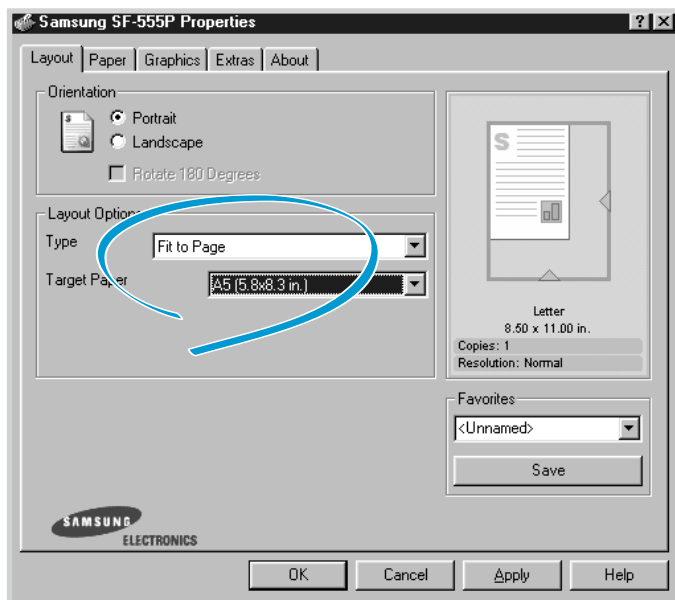 Samsung SF-555P Properties
Layout Paper Graphics Extras About
Orientation
Portrait
Landscape
Rotate 180 Degrees
Layout Options
Type Fit to Page
Target Paper A5 (5.8x8.3 in.)
S
S
Letter
8.50 x 11.00 in.
Copies: 1
Resolution: Normal
Favorites
<Unnamed>
Save
SAMSUNG
ELECTRONICS
OK Cancel Apply Help